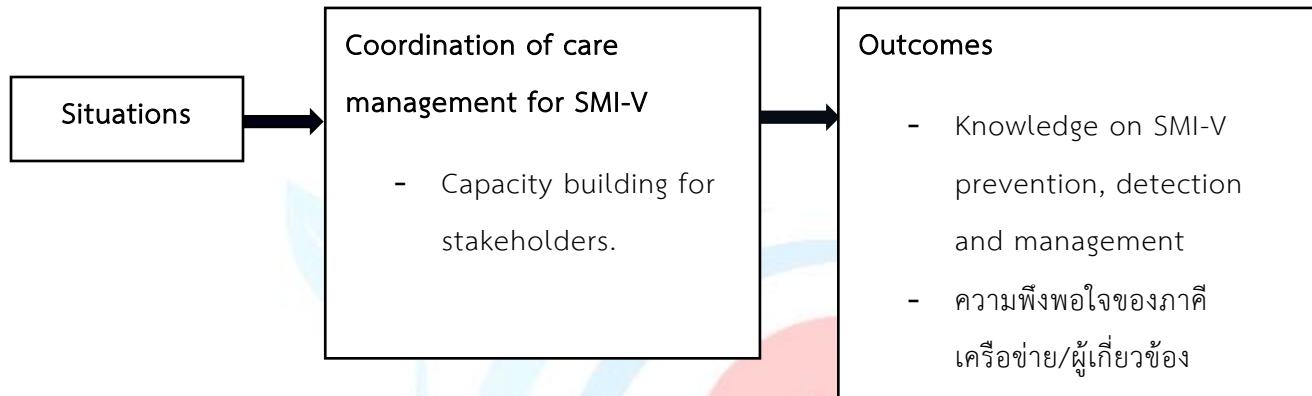 Situations
Coordination of care
management for SMI-V
- Capacity building for
stakeholders.
Outcomes
- Knowledge on SMI-V
prevention, detection
and management
- ความพึงพอใจของภาคี
เครือข่าย/ผู้เกี่ยวข้อง